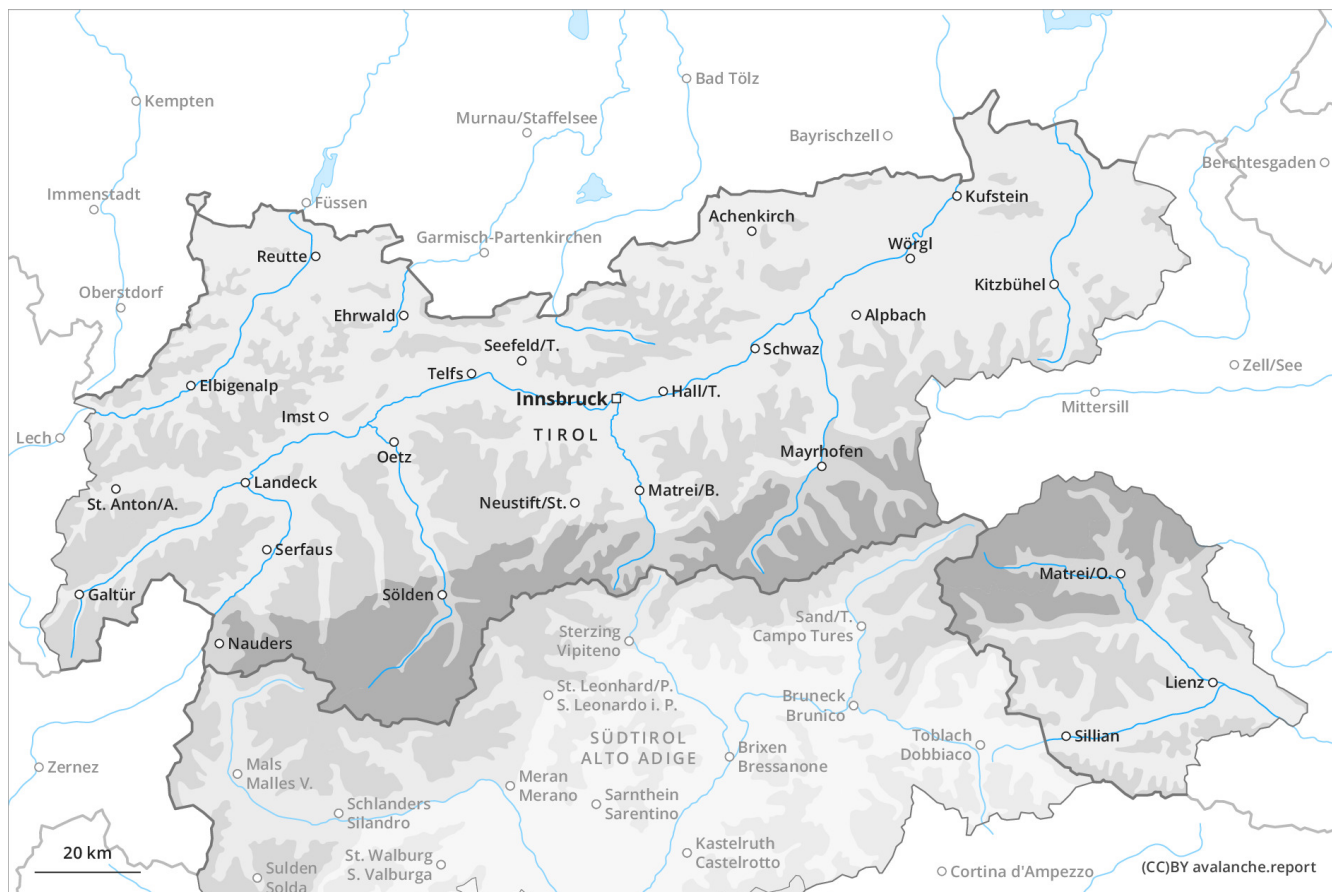 Kempten
Bad Tölz
Murnau/Staffelsee
Bayrischzell
Berchtesgaden
Immenstadt
Füssen
Kufstein
Achenkirch
Garmisch-Partenkirchen
Wörgl
Reutte
Kitzbühel
Oberstdorf
Ehrwald
Alpbach
Seefeld/T.
Schwaz
Telfs
Zell/See
Elbigenalp
Hall/T.
Innsbruck
Mittersill
Imst
Lech
TIROL
Oetz
Mayrhofen
Landeck
Matrei/B.
St. Anton/A.
Neustift/St.
Serfaus
Matrei/O.
Galtür
Sölden
Sand/T.
Campo Tures
Sterzing
Vipiteno
Nauders
Lienz
St. Leonhard/P.
S. Leonardo i. P.
Bruneck
Brunico
SÜDTIROL
ALTO ADIGE
Toblach
Dobbiaco
Sillian
Brixen
Bressanone
Zernez
Mals
Malles V.
Meran
Merano
Schlanders
Silandro
Sarnthein
Sarentino
Kastelruth
Castelrotto
20 km
St. Walburg
S. Valburga
Sulden
Solda
Cortina d'Ampezzo
(CC)BY avalanche.report